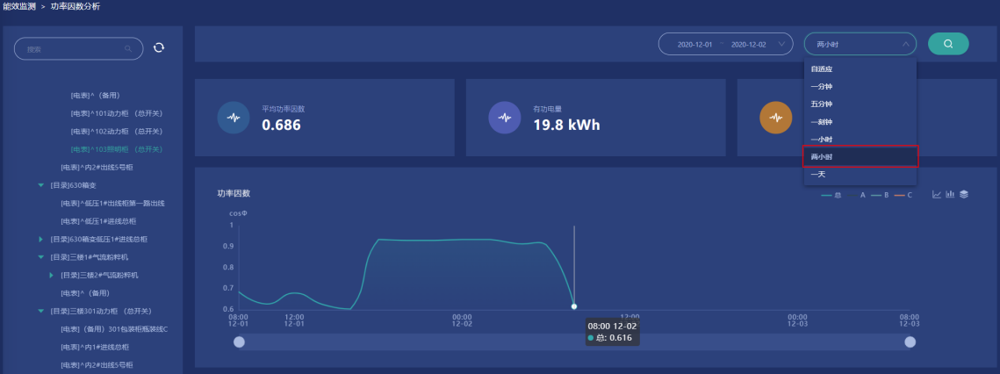 能效监测 > 功率因数分析
搜索
2020-12-01 ~ 2020-12-02
两小时
自适应
一分钟
五分钟
一刻钟
一小时
两小时
一天
[电表]^（备用）
[电表]^101动力柜 （总开关）
[电表]^102动力柜 （总开关）
[电表]^103照明柜 （总开关）
[电表]^内2#出线5号柜
[目录]630箱变
[电表]^低压1#出线柜第一路出线
[电表]^低压1#进线总柜
[目录]630箱变低压1#进线总柜
[目录]三楼1#气流粉粹机
[目录]三楼2#气流粉粹机
[电表]^（备用）
[目录]三楼301动力柜 （总开关）
[电表]（备用）301包装柜瓶装线C
[电表]^内1#进线总柜
[电表]^内2#出线5号柜
平均功率因数
0.686
有功电量
19.8 kWh
功率因数
总 A B C
cosΦ
1
0.9
0.8
0.7
0.6
08:00 12:00 00:00 12:00 00:00 08:00
12-01 12-01 12-02 12-03 12-03
08:00 12-02
总: 0.616